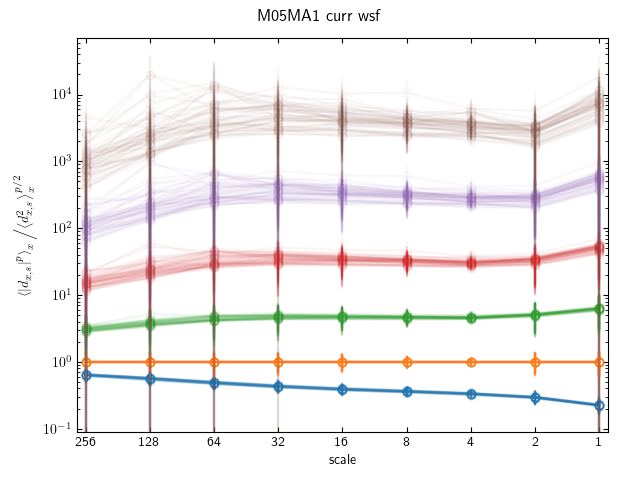 M05MA1 curr wsf
⟨|d_{x,s}|^p⟩_x / ⟨d_{x,s}^2⟩_x^{p/2}
10^4
10^3
10^2
10^1
10^0
10^{-1}
256 128 64 32 16 8 4 2 1
scale